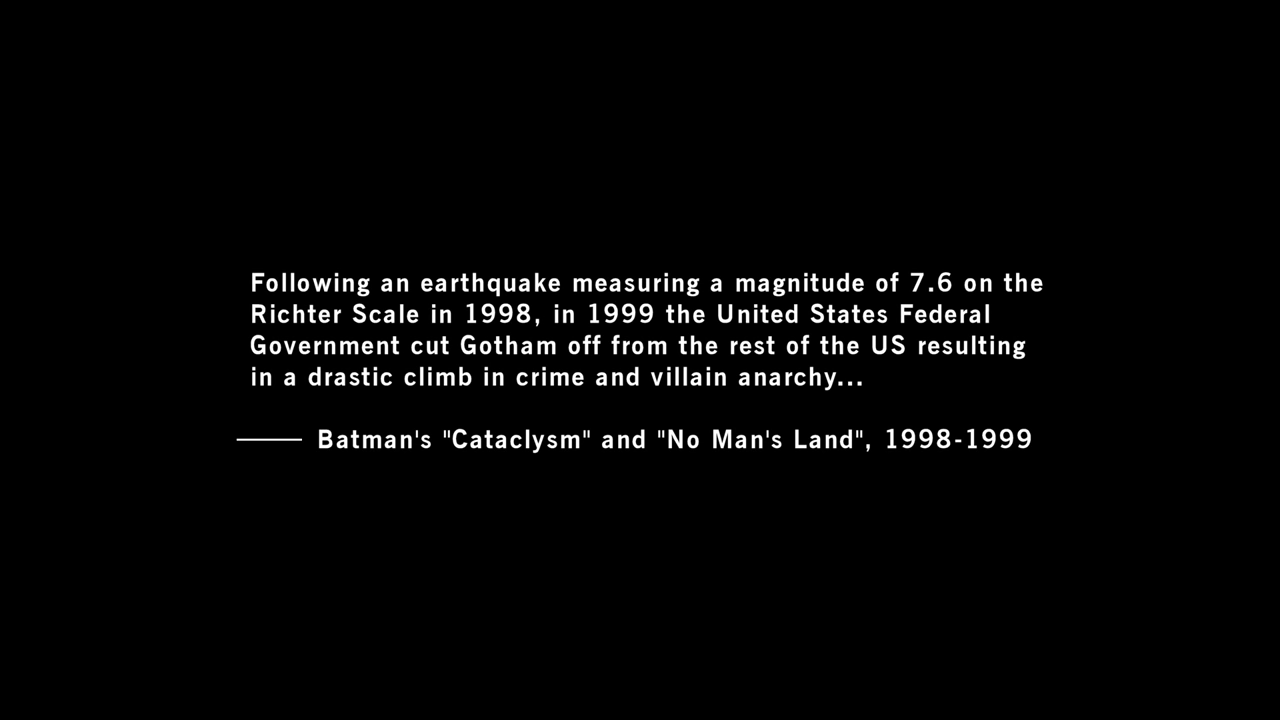 Following an earthquake measuring a magnitude of 7.6 on the
Richter Scale in 1998, in 1999 the United States Federal
Government cut Gotham off from the rest of the US resulting
in a drastic climb in crime and villain anarchy...
—— Batman's "Cataclysm" and "No Man's Land", 1998-1999